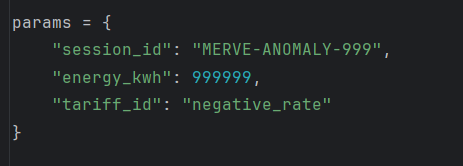 params = {
    "session_id": "MERVE-ANOMALY-999",
    "energy_kwh": 999999,
    "tariff_id": "negative_rate"
}